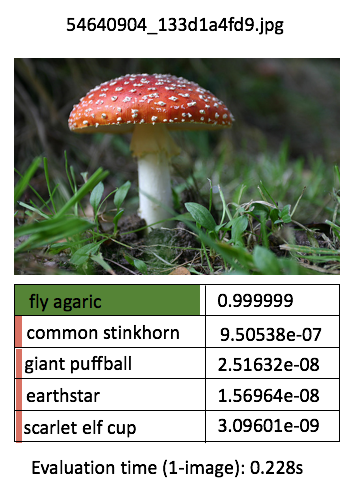 54640904_133d1a4fd9.jpg
fly agaric 0.999999
common stinkhorn 9.50538e-07
giant puffball 2.51632e-08
earthstar 1.56964e-08
scarlet elf cup 3.09601e-09
Evaluation time (1-image): 0.228s